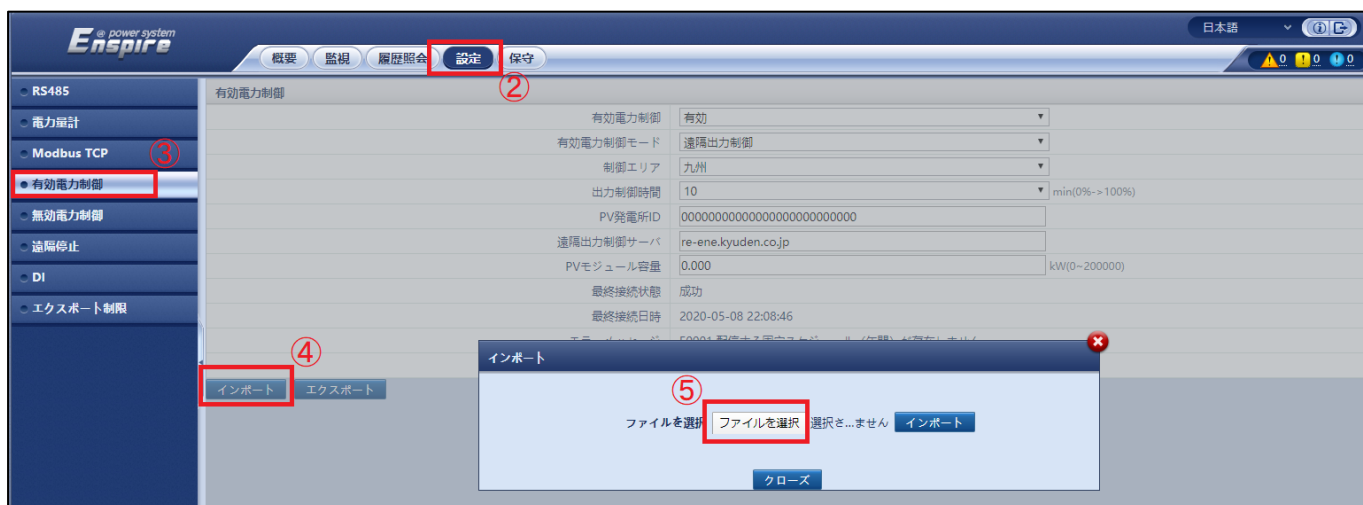 @ power system
Enspire
日本語
概要 監視 履歴照会 設定 保守
②
0 0 0
RS485
電力量計
Modbus TCP
③
有効電力制御
無効電力制御
遠隔停止
DI
エクスポート制限
有効電力制御
有効電力制御 有効
有効電力制御モード 遠隔出力制御
制御エリア 九州
出力制御時間 10 min(0%->100%)
PV発電所ID 00000000000000000000000000
遠隔出力制御サーバ re-ene.kyuden.co.jp
PVモジュール容量 0.000 kW(0~200000)
最終接続状態 成功
最終接続日時 2020-05-08 22:08:46
④
インポート エクスポート
インポート
⑤
ファイルを選択 ファイルを選択 選択さ...ません インポート
クローズ